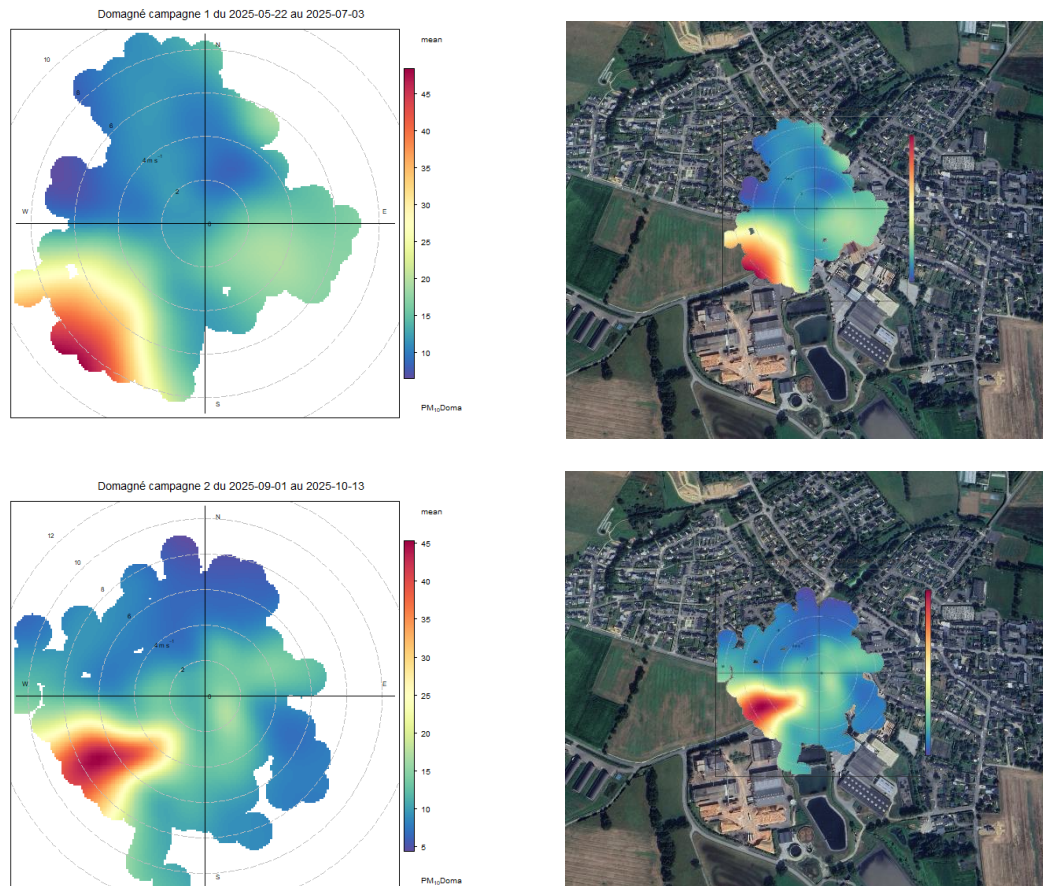 Domagné campagne 1 du 2025-05-22 au 2025-07-03
mean
10
8
6
4 m s⁻¹
2
0
N
W
E
S
45
40
35
30
25
20
15
10
PM₁₀Doma
Domagné campagne 2 du 2025-09-01 au 2025-10-13
mean
12
10
8
6
4 m s⁻¹
2
0
N
W
E
S
45
40
35
30
25
20
15
10
5
PM₁₀Doma